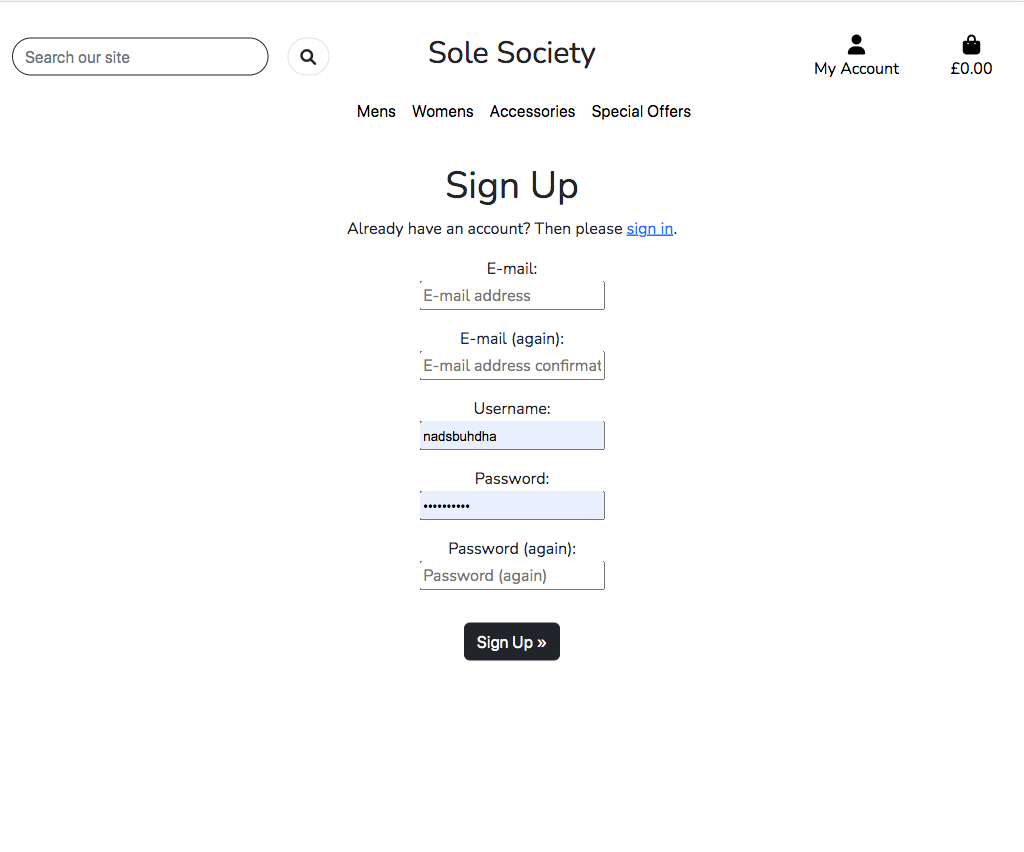 Search our site
Sole Society
My Account
£0.00
Mens Womens Accessories Special Offers
Sign Up
Already have an account? Then please sign in.
E-mail:
E-mail address
E-mail (again):
E-mail address confirmat
Username:
nadsbuhdha
Password:
••••••••••
Password (again):
Password (again)
Sign Up »